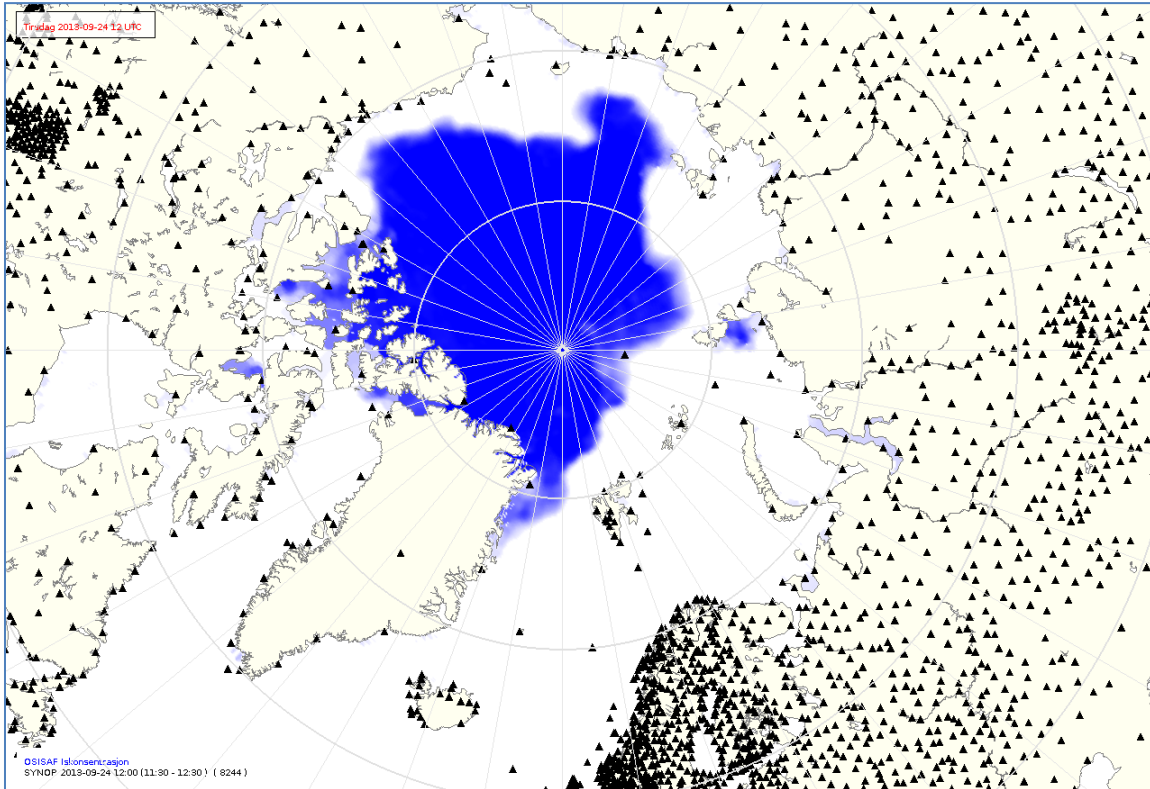 Tirsdag 2013-09-24 12 UTC
OSISAF Iskonsentrasjon
SYNOP 2013-09-24 12:00 (11:30 - 12:30) ( 8244 )